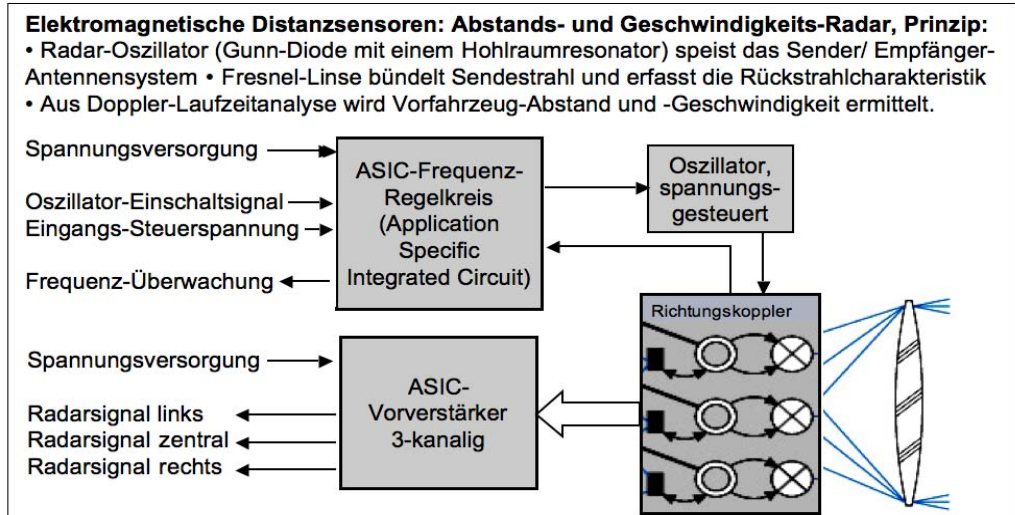 Elektromagnetische Distanzsensoren: Abstands- und Geschwindigkeits-Radar, Prinzip:
• Radar-Oszillator (Gunn-Diode mit einem Hohlraumresonator) speist das Sender/ Empfänger-
Antennensystem • Fresnel-Linse bündelt Sendestrahl und erfasst die Rückstrahlcharakteristik
• Aus Doppler-Laufzeitanalyse wird Vorfahrzeug-Abstand und -Geschwindigkeit ermittelt.
Spannungsversorgung
Oszillator-Einschaltsignal
Eingangs-Steuerspannung
Frequenz-Überwachung
ASIC-Frequenz-
Regelkreis
(Application
Specific
Integrated Circuit)
Oszillator,
spannungs-
gesteuert
Richtungskoppler
Spannungsversorgung
Radarsignal links
Radarsignal zentral
Radarsignal rechts
ASIC-
Vorverstärker
3-kanalig